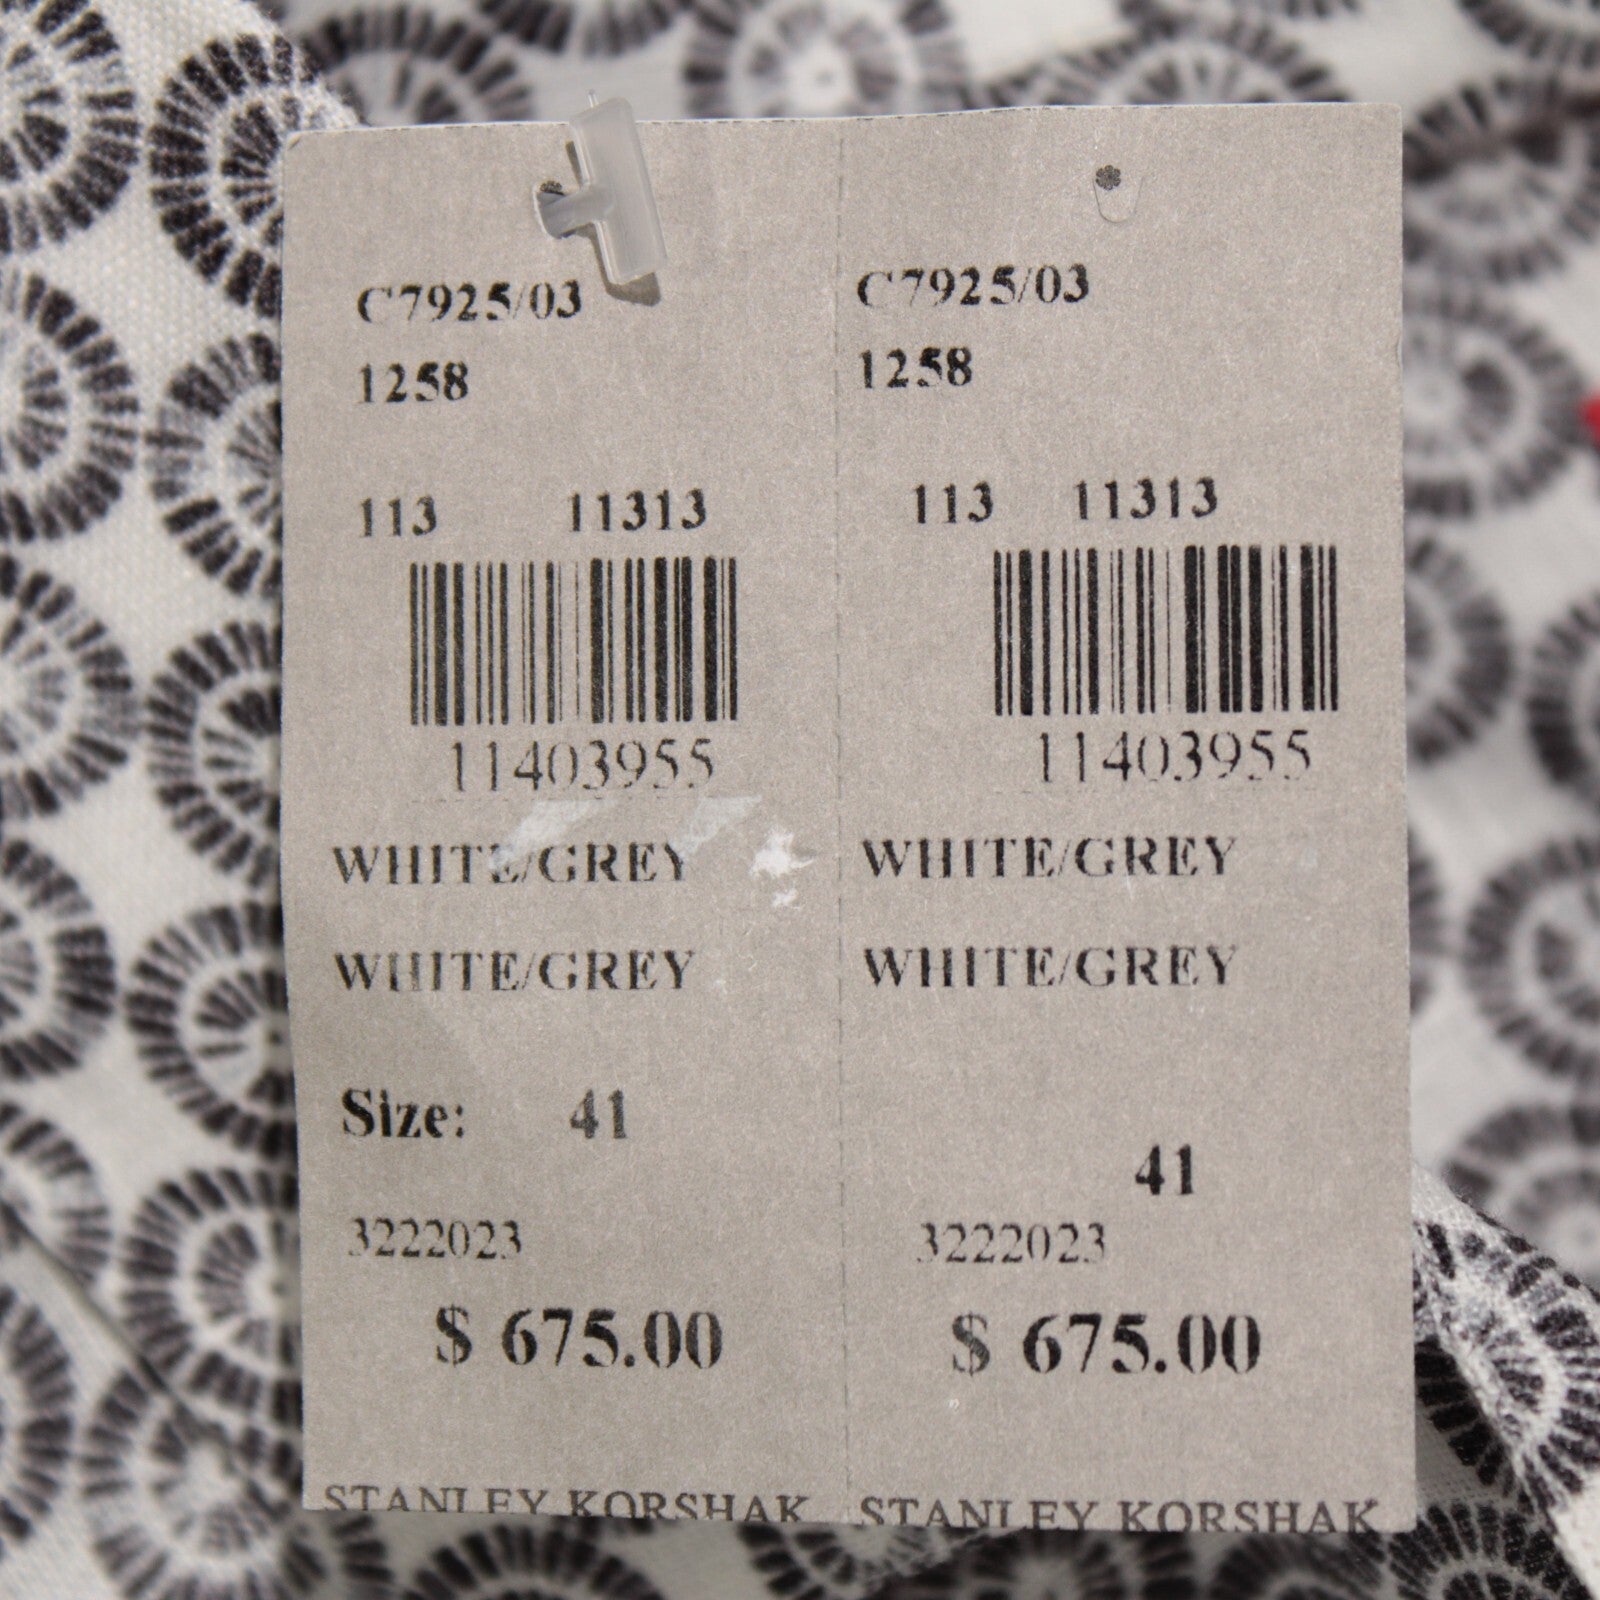 C7925/03
1258
113 11313
11403955
WHITE/GREY
WHITE/GREY
Size: 41
3222023
$ 675.00
STANLEY KORSHAK
C7925/03
1258
113 11313
11403955
WHITE/GREY
WHITE/GREY
41
3222023
$ 675.00
STANLEY KORSHAK